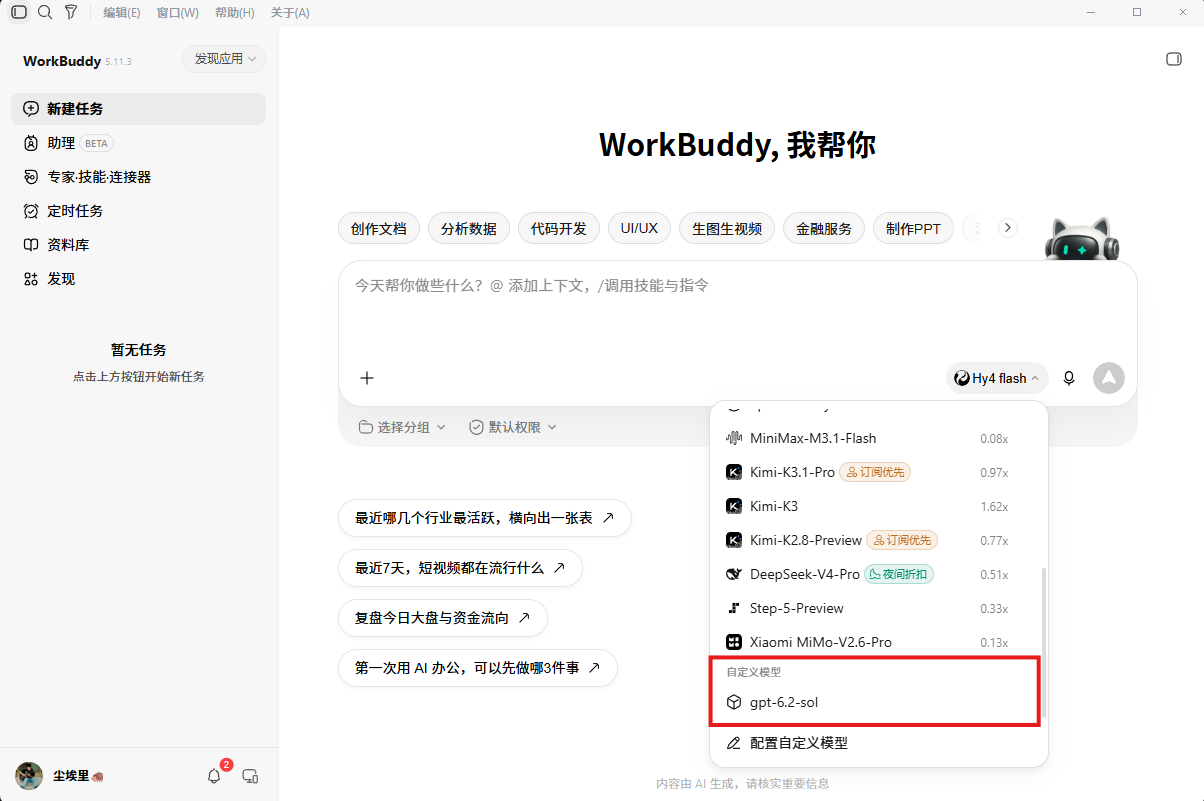 编辑(E) 窗口(W) 帮助(H) 关于(A)
WorkBuddy 5.11.3 发现应用
新建任务
助理 BETA
专家·技能·连接器
定时任务
资料库
发现
暂无任务
点击上方按钮开始新任务
尘埃里
2
WorkBuddy, 我帮你
创作文档 分析数据 代码开发 UI/UX 生图生视频 金融服务 制作PPT
今天帮你做些什么？@ 添加上下文，/调用技能与指令
Hy4 flash
选择分组 默认权限
最近哪几个行业最活跃，横向出一张表
最近7天，短视频都在流行什么
复盘今日大盘与资金流向
第一次用 AI 办公，可以先做哪3件事
MiniMax-M3.1-Flash 0.08x
Kimi-K3.1-Pro 订阅优先 0.97x
Kimi-K3 1.62x
Kimi-K2.8-Preview 订阅优先 0.77x
DeepSeek-V4-Pro 夜间折扣 0.51x
Step-5-Preview 0.33x
Xiaomi MiMo-V2.6-Pro 0.13x
自定义模型
gpt-6.2-sol
配置自定义模型
内容由 AI 生成，请核实重要信息